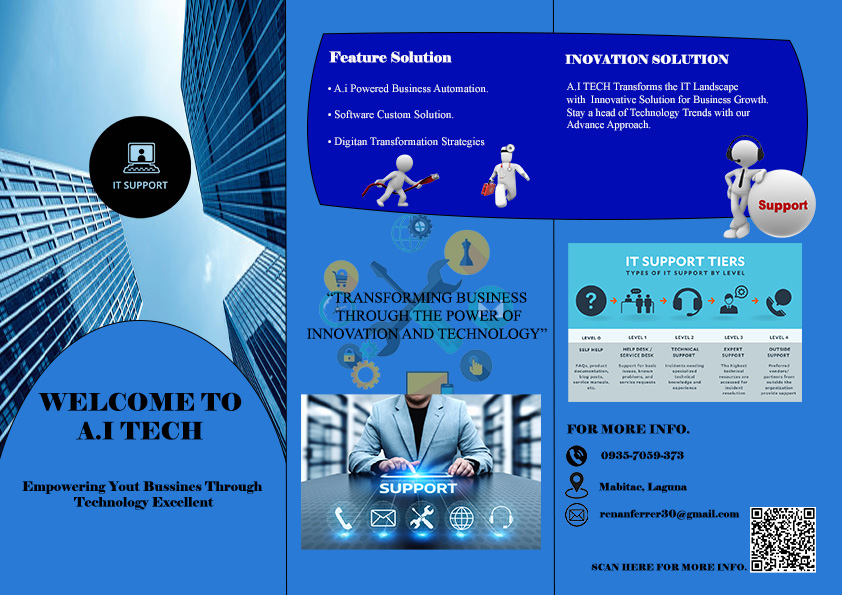 IT SUPPORT
WELCOME TO
A.I TECH
Empowering Yout Bussines Through
Technology Excellent
Feature Solution
• A.i Powered Business Automation.
• Software Custom Solution.
• Digitan Transformation Strategies
“TRANSFORMING BUSINESS
THROUGH THE POWER OF
INNOVATION AND TECHNOLOGY”
SUPPORT
INOVATION SOLUTION
A.I TECH Transforms the IT Landscape
with Innovative Solution for Business Growth.
Stay a head of Technology Trends with our
Advance Approach.
Support
IT SUPPORT TIERS
TYPES OF IT SUPPORT BY LEVEL
LEVEL 0
SELF HELP
FAQs, product
documentation,
blog posts,
service manuals,
etc.
LEVEL 1
HELP DESK /
SERVICE DESK
Support for basic
issues, known
problems, and
service requests
LEVEL 2
TECHNICAL
SUPPORT
Incidents needing
specialized
technical
knowledge and
experience
LEVEL 3
EXPERT
SUPPORT
The highest
technical
resources are
accessed for
incident
resolution
LEVEL 4
OUTSIDE
SUPPORT
Preferred
vendors/
partners from
outside the
organization
provide support
FOR MORE INFO.
0935-7059-373
Mabitac, Laguna
renanferrer30@gmail.com
SCAN HERE FOR MORE INFO.